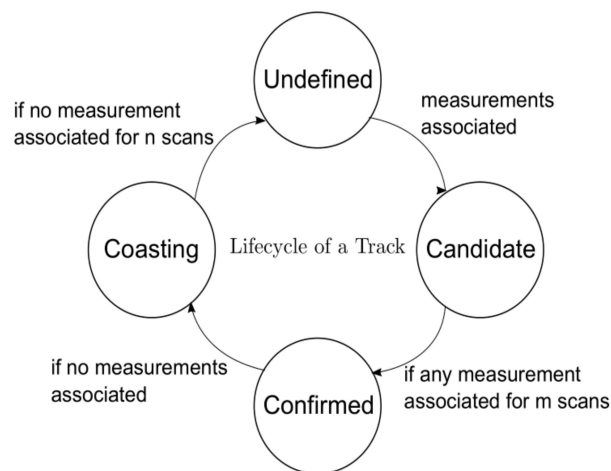 Undefined
if no measurement
associated for n scans
measurements
associated
Coasting
Lifecycle of a Track
Candidate
if no measurements
associated
Confirmed
if any measurement
associated for m scans